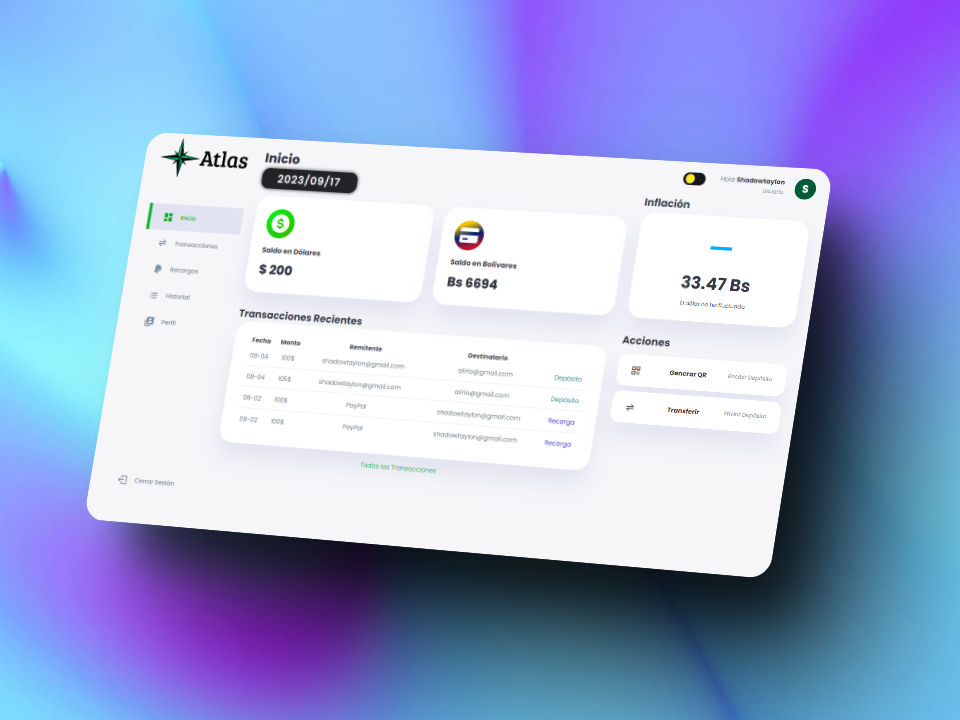 Atlas
Inicio
2023/09/17
Hola Shadowtaylon
Usuario
S
Inicio
Transacciones
Recargas
Historial
Perfil
Cerrar Sesión
$
Saldo en Dólares
$ 200
Saldo en Bolívares
Bs 6694
Inflación
33.47 Bs
El dólar no ha fluctuado
Transacciones Recientes
Fecha Monto Remitente Destinatario
08-04 100$ shadowtaylon@gmail.com alirio@gmail.com Depósito
08-04 105$ shadowtaylon@gmail.com alirio@gmail.com Depósito
08-02 100$ PayPal shadowtaylon@gmail.com Recarga
08-02 100$ PayPal shadowtaylon@gmail.com Recarga
Todas las Transacciones
Acciones
Generar QR Recibir Depósito
Transferir Enviar Depósito